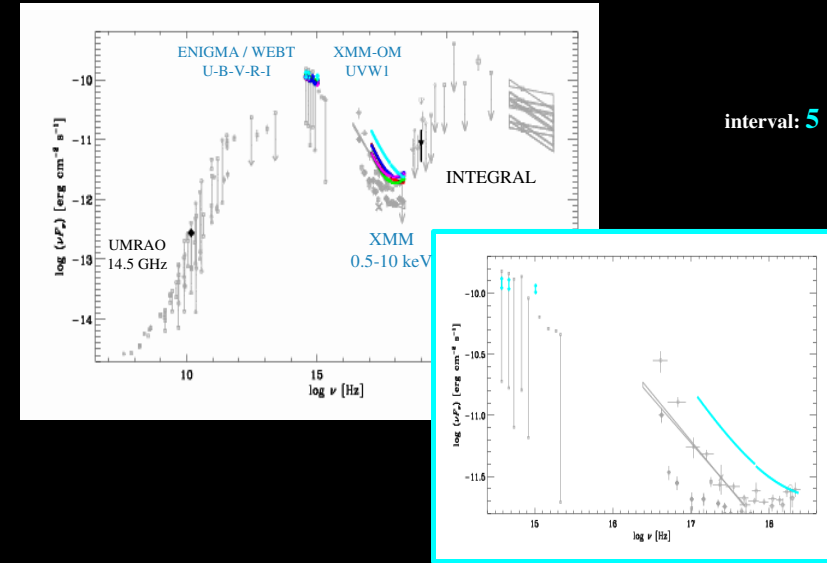 ENIGMA / WEBT
U-B-V-R-I
XMM-OM
UVW1
interval: 5
-10
-11
-12
-13
-14
log (νFν) [erg cm⁻² s⁻¹]
INTEGRAL
UMRAO
14.5 GHz
XMM
0.5-10 keV
10
15
log ν [Hz]
-10.0
-10.5
-11.0
-11.5
log (νFν) [erg cm⁻² s⁻¹]
15
16
17
18
log ν [Hz]